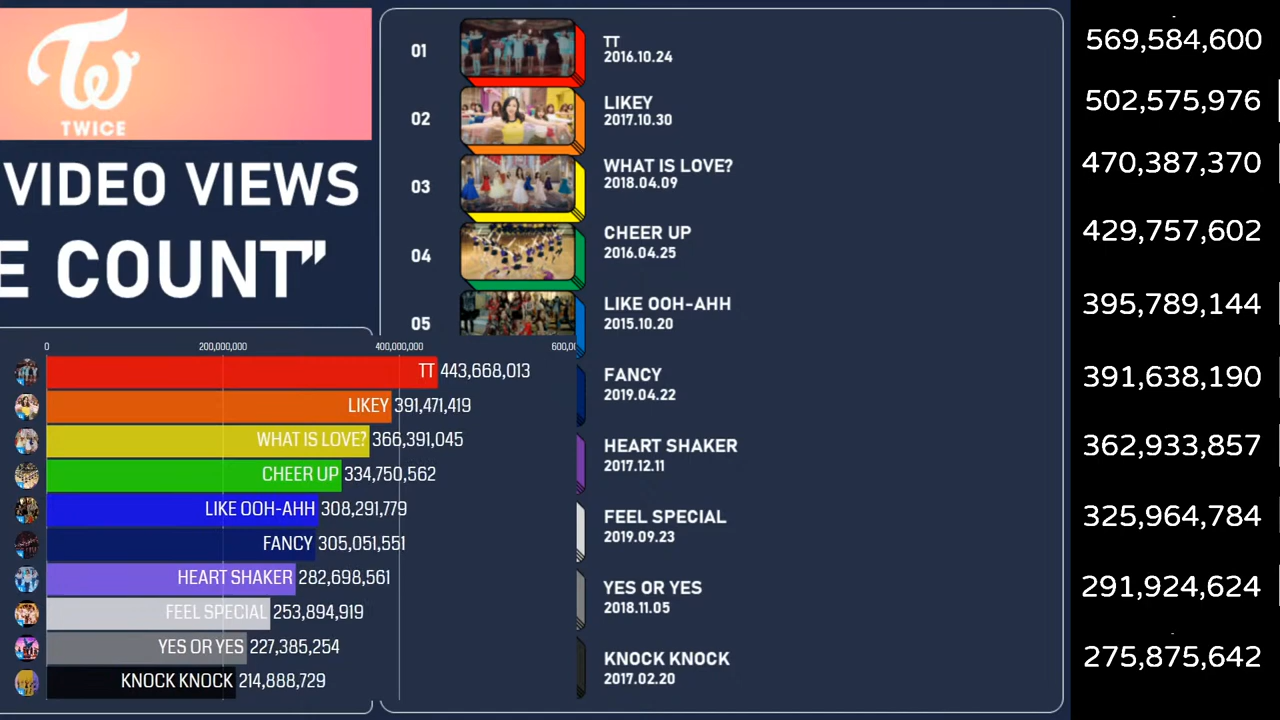 TWICE
VIDEO VIEWS
E COUNT”
01
TT
2016.10.24
569,584,600
02
LIKEY
2017.10.30
502,575,976
03
WHAT IS LOVE?
2018.04.09
470,387,370
04
CHEER UP
2016.04.25
429,757,602
05
LIKE OOH-AHH
2015.10.20
395,789,144
FANCY
2019.04.22
391,638,190
HEART SHAKER
2017.12.11
362,933,857
FEEL SPECIAL
2019.09.23
325,964,784
YES OR YES
2018.11.05
291,924,624
KNOCK KNOCK
2017.02.20
275,875,642
0 200,000,000 400,000,000 600,00
TT 443,668,013
LIKEY 391,471,419
WHAT IS LOVE? 366,391,045
CHEER UP 334,750,562
LIKE OOH-AHH 308,291,779
FANCY 305,051,551
HEART SHAKER 282,698,561
FEEL SPECIAL 253,894,919
YES OR YES 227,385,254
KNOCK KNOCK 214,888,729